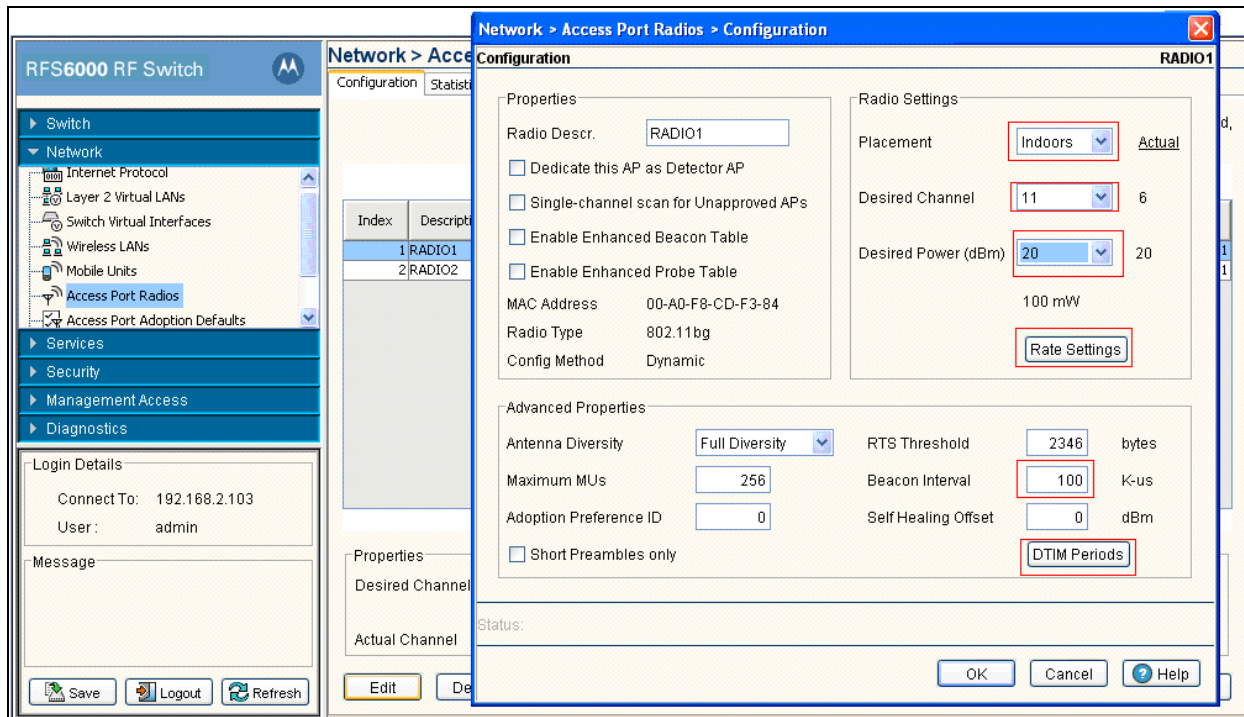 RFS6000 RF Switch
Switch
Network
Internet Protocol
Layer 2 Virtual LANs
Switch Virtual Interfaces
Wireless LANs
Mobile Units
Access Port Radios
Access Port Adoption Defaults
Services
Security
Management Access
Diagnostics
Login Details
Connect To: 192.168.2.103
User : admin
Message
Save Logout Refresh
Network > Acce
Configuration Statisti
d,
Index Descripti
1 RADIO1 1
2 RADIO2 1
Properties
Desired Channel
Actual Channel
Edit De
Network > Access Port Radios > Configuration
Configuration RADIO1
Properties
Radio Descr. RADIO1
Dedicate this AP as Detector AP
Single-channel scan for Unapproved APs
Enable Enhanced Beacon Table
Enable Enhanced Probe Table
MAC Address 00-A0-F8-CD-F3-84
Radio Type 802.11bg
Config Method Dynamic
Radio Settings
Placement Indoors Actual
Desired Channel 11 6
Desired Power (dBm) 20 20
100 mW
Rate Settings
Advanced Properties
Antenna Diversity Full Diversity
Maximum MUs 256
Adoption Preference ID 0
Short Preambles only
RTS Threshold 2346 bytes
Beacon Interval 100 K-us
Self Healing Offset 0 dBm
DTIM Periods
Status:
OK Cancel Help